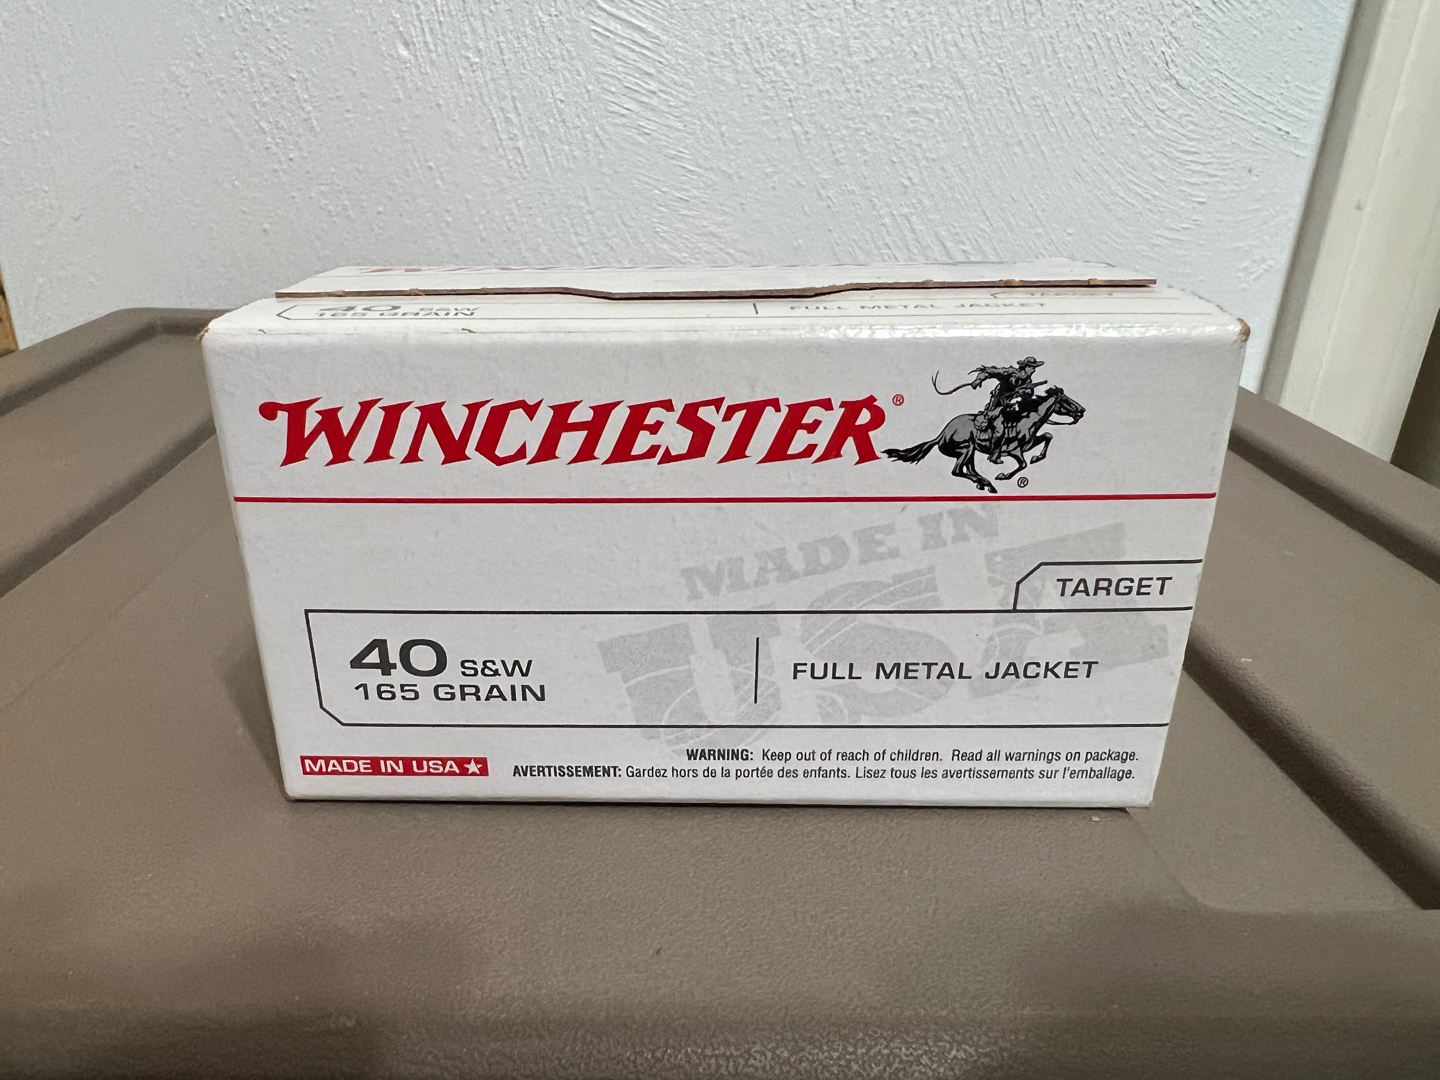 WINCHESTER
40 S&W
165 GRAIN
FULL METAL JACKET
TARGET
WINCHESTER®
®
MADE IN
USA
TARGET
40 S&W
165 GRAIN
FULL METAL JACKET
MADE IN USA★
WARNING: Keep out of reach of children. Read all warnings on package.
AVERTISSEMENT: Gardez hors de la portée des enfants. Lisez tous les avertissements sur l'emballage.